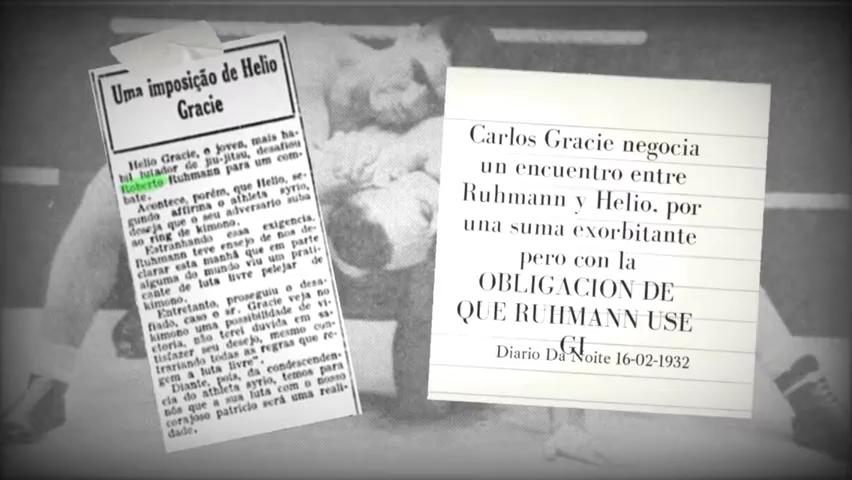 Uma imposição de Helio
Gracie
Helio Gracie, o joven, mais ha-
bil lutador de jiu-jitsu, desafiou
Roberto Ruhmann para um com-
bate.
Acontece, porém, que Helio, se-
gundo affirma o athleta syrio,
deseja que o seu adversario suba
ao ring de kimono.
Estranhando essa exigencia,
Ruhmann teve ensejo de nos de-
clarar esta manhã que em parte
alguma do mundo viu um prati-
cante de luta livre pelejar de
kimono.
Entretanto, proseguiu o desa-
fiado, caso o sr. Gracie veja no
kimono uma possibilidade de vi-
ctoria, não terei duvida em sa-
tisfazer seu desejo, mesmo con-
trariando todas as regras que re-
gem a luta livre".
Diante, pois, da condescenden-
cia do athleta syrio, temos para
nós que a sua luta com o nosso
corajoso patricio será uma reali-
dade.
Carlos Gracie negocia
un encuentro entre
Ruhmann y Helio. por
una suma exorbitante
pero con la
OBLIGACION DE
QUE RUHMANN USE
GI
Diario Da Noite 16-02-1932